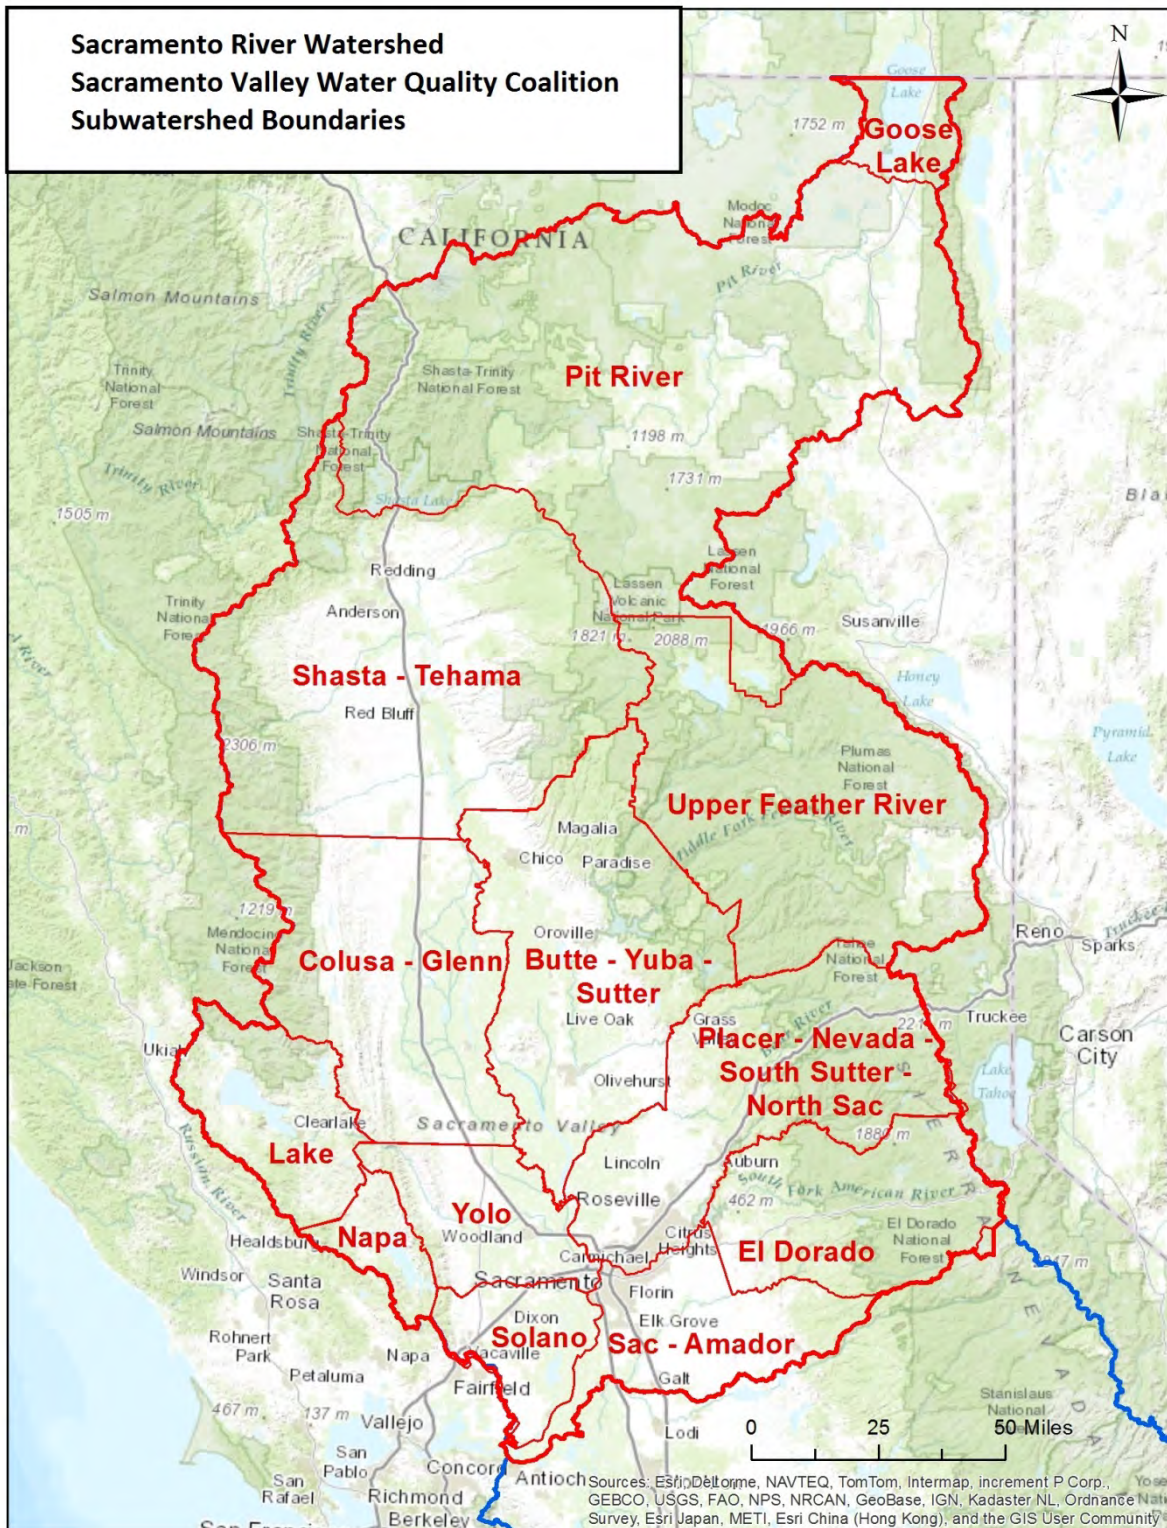 Sacramento River Watershed
Sacramento Valley Water Quality Coalition
Subwatershed Boundaries
N
Goose
Lake
1752 m
Goose
Lake
Modoc
National
Forest
CALIFORNIA
Pit River
Salmon Mountains
Trinity River
Trinity
National
Forest
Shasta-Trinity
National Forest
Pit River
Salmon Mountains
Shasta-Trinity
National
Forest
1198 m
Trinity River
1731 m
Shasta Lake
1505 m
Redding
Lassen
National
Forest
Trinity
National
Forest
Anderson
Lassen
Volcanic
National Park
1821 m
2088 m
1966 m
Susanville
Shasta - Tehama
Honey
Lake
Red Bluff
2306 m
Pyramid
Lake
Plumas
National
Forest
Upper Feather River
Magalia
Middle Fork Feather River
Chico
Paradise
1219 m
Mendocino
National
Forest
Oroville
Reno
Sparks
Tahoe
National
Forest
Jackson
Colusa - Glenn
Butte - Yuba -
Sutter
Live Oak
Grass
Valley
Truckee
Placer - Nevada -
South Sutter -
North Sac
Carson
City
Ukiah
Lake
Tahoe
Olivehurst
Clearlake
Sacramento Valley
1880 m
Lake
Russian River
Lincoln
Auburn
Roseville
462 m
South Fork American River
Yolo
Woodland
Napa
Healdsburg
Citrus
Heights
Carmichael
El Dorado
El Dorado
National
Forest
SIERRA NEVADA
Windsor
Santa
Rosa
Sacramento
Florin
Dixon
Elk Grove
Solano
Sac - Amador
Rohnert
Park
Napa
Vacaville
Petaluma
Fairfield
Galt
467 m
137 m
Vallejo
Lodi
Stanislaus
National
0 25 50 Miles
San
Pablo
San
Rafael
Concord
Antioch
Richmond
Berkeley
Sources: Esri, DeLorme, NAVTEQ, TomTom, Intermap, increment P Corp.,
GEBCO, USGS, FAO, NPS, NRCAN, GeoBase, IGN, Kadaster NL, Ordnance
Survey, Esri Japan, METI, Esri China (Hong Kong), and the GIS User Community